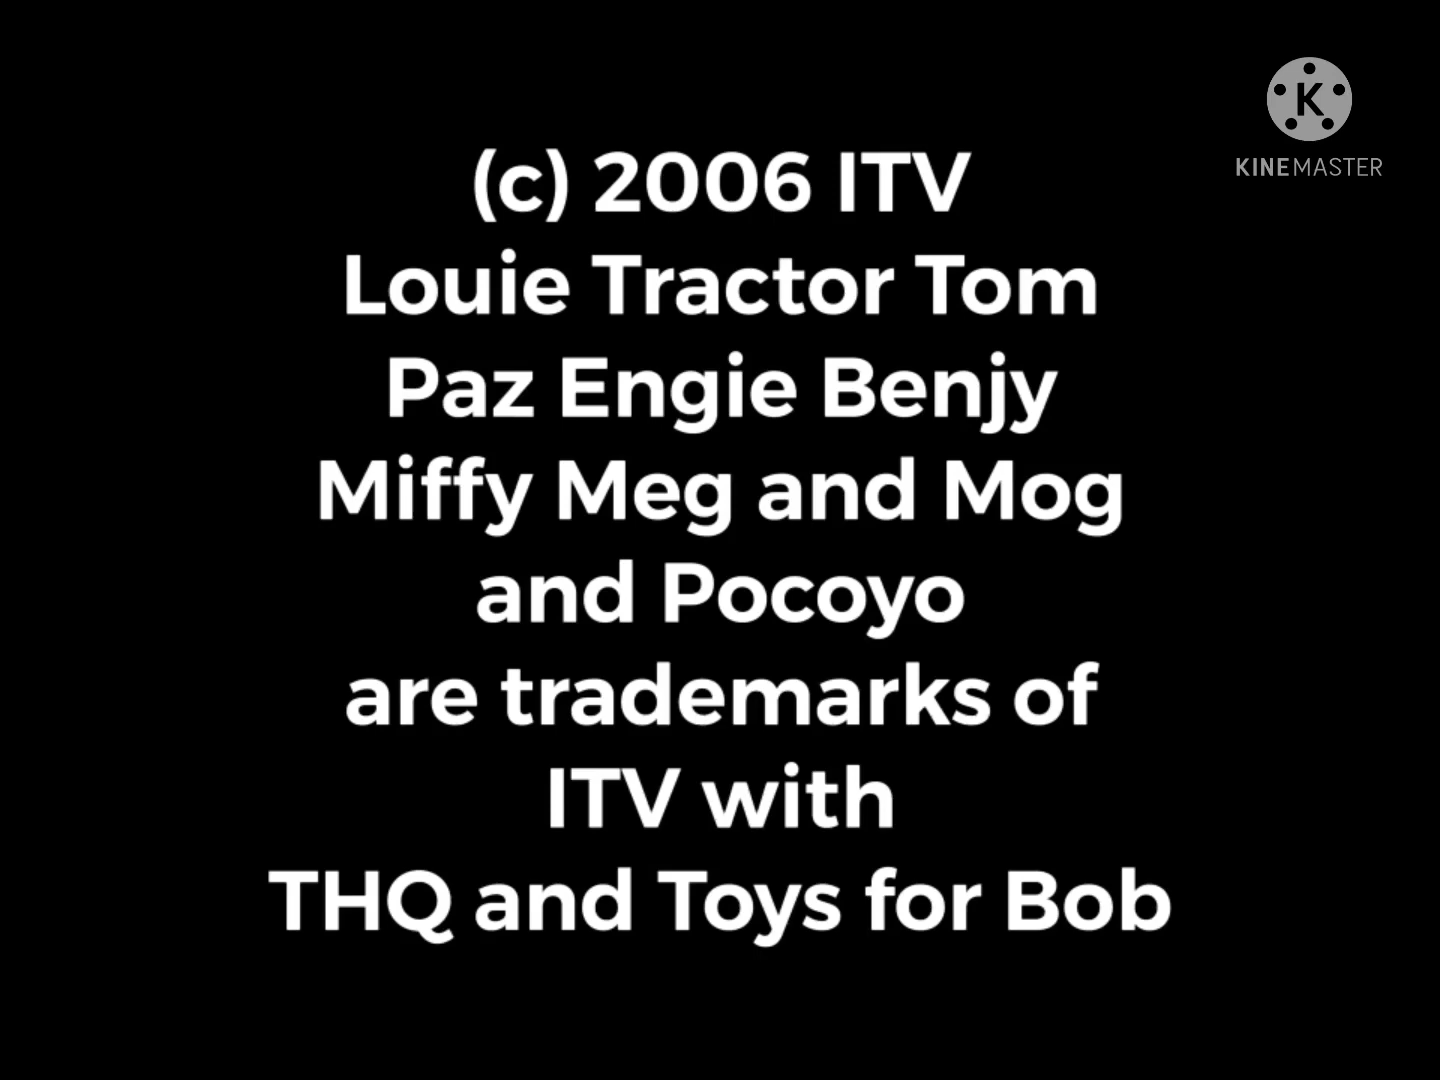 K
KINEMASTER
(c) 2006 ITV
Louie Tractor Tom
Paz Engie Benjy
Miffy Meg and Mog
and Pocoyo
are trademarks of
ITV with
THQ and Toys for Bob